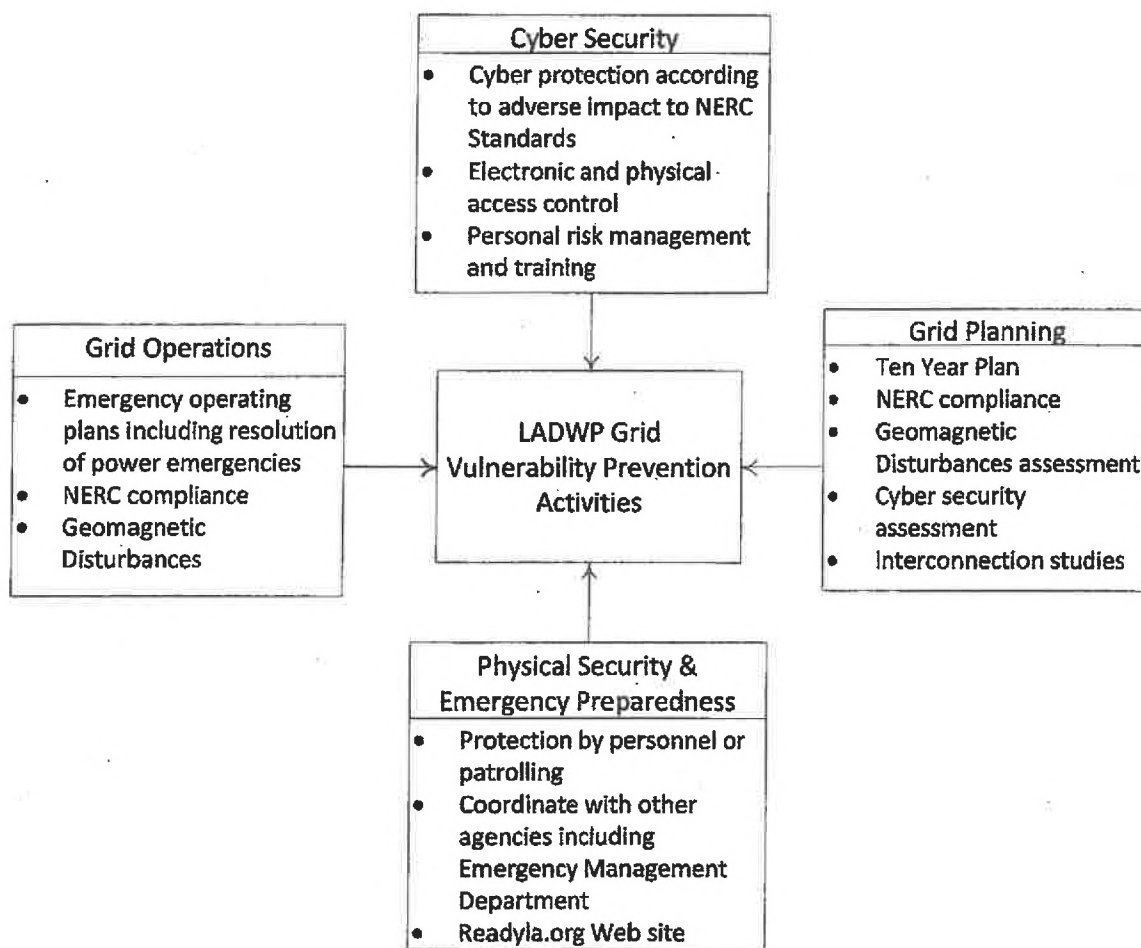 Cyber Security
• Cyber protection according
to adverse impact to NERC
Standards
• Electronic and physical
access control
• Personal risk management
and training
Grid Operations
• Emergency operating
plans including resolution
of power emergencies
• NERC compliance
• Geomagnetic
Disturbances
LADWP Grid
Vulnerability Prevention
Activities
Grid Planning
• Ten Year Plan
• NERC compliance
• Geomagnetic
Disturbances assessment
• Cyber security
assessment
• Interconnection studies
Physical Security &
Emergency Preparedness
• Protection by personnel or
patrolling
• Coordinate with other
agencies including
Emergency Management
Department
• Readyla.org Web site